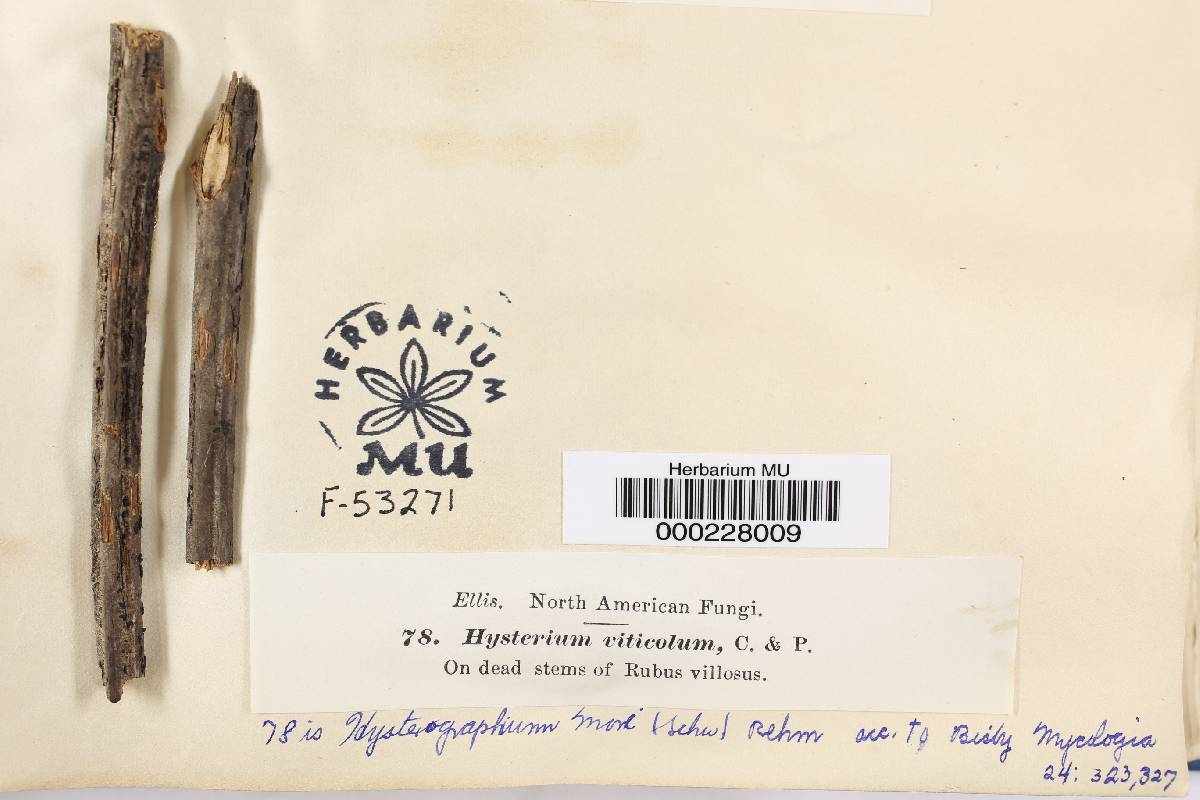 HERBARIUM
MU
F-53271
Herbarium MU
000228009
Ellis. North American Fungi.
78. Hysterium viticolum, C. & P.
On dead stems of Rubus villosus.
78 is Hysterographium mori (Schw) Rehm acc. to Bisby Mycologia
24: 323,327